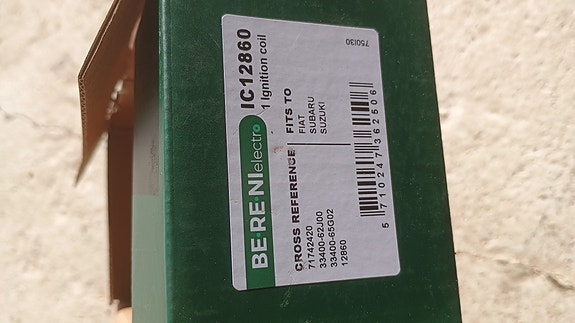 BE·RE·NI electro
IC12860
1 Ignition coil
CROSS REFERENCE
71742420
33400-62J00
33400-65G02
12860
FITS TO
FIAT
SUBARU
SUZUKI
5 710247 362506
750I30